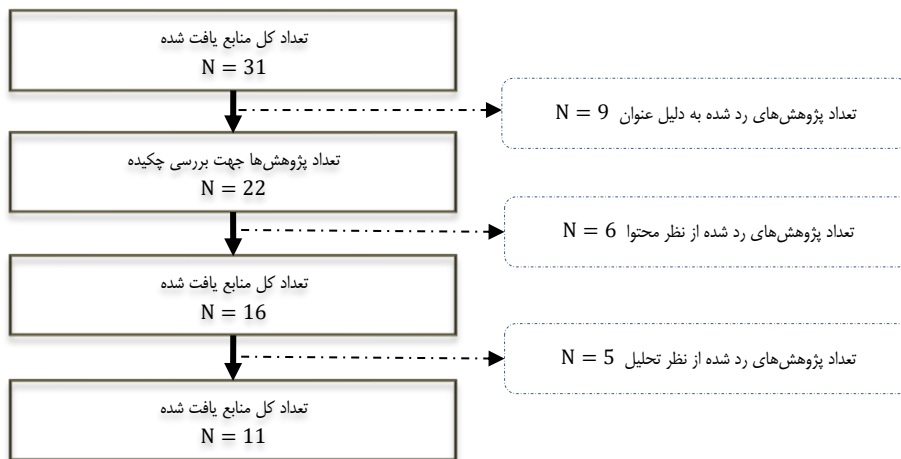 تعداد کل منابع یافت شده
N = 31
تعداد پژوهش‌های رد شده به دلیل عنوان N = 9
تعداد پژوهش‌ها جهت بررسی چکیده
N = 22
تعداد پژوهش‌های رد شده از نظر محتوا N = 6
تعداد کل منابع یافت شده
N = 16
تعداد پژوهش‌های رد شده از نظر تحلیل N = 5
تعداد کل منابع یافت شده
N = 11